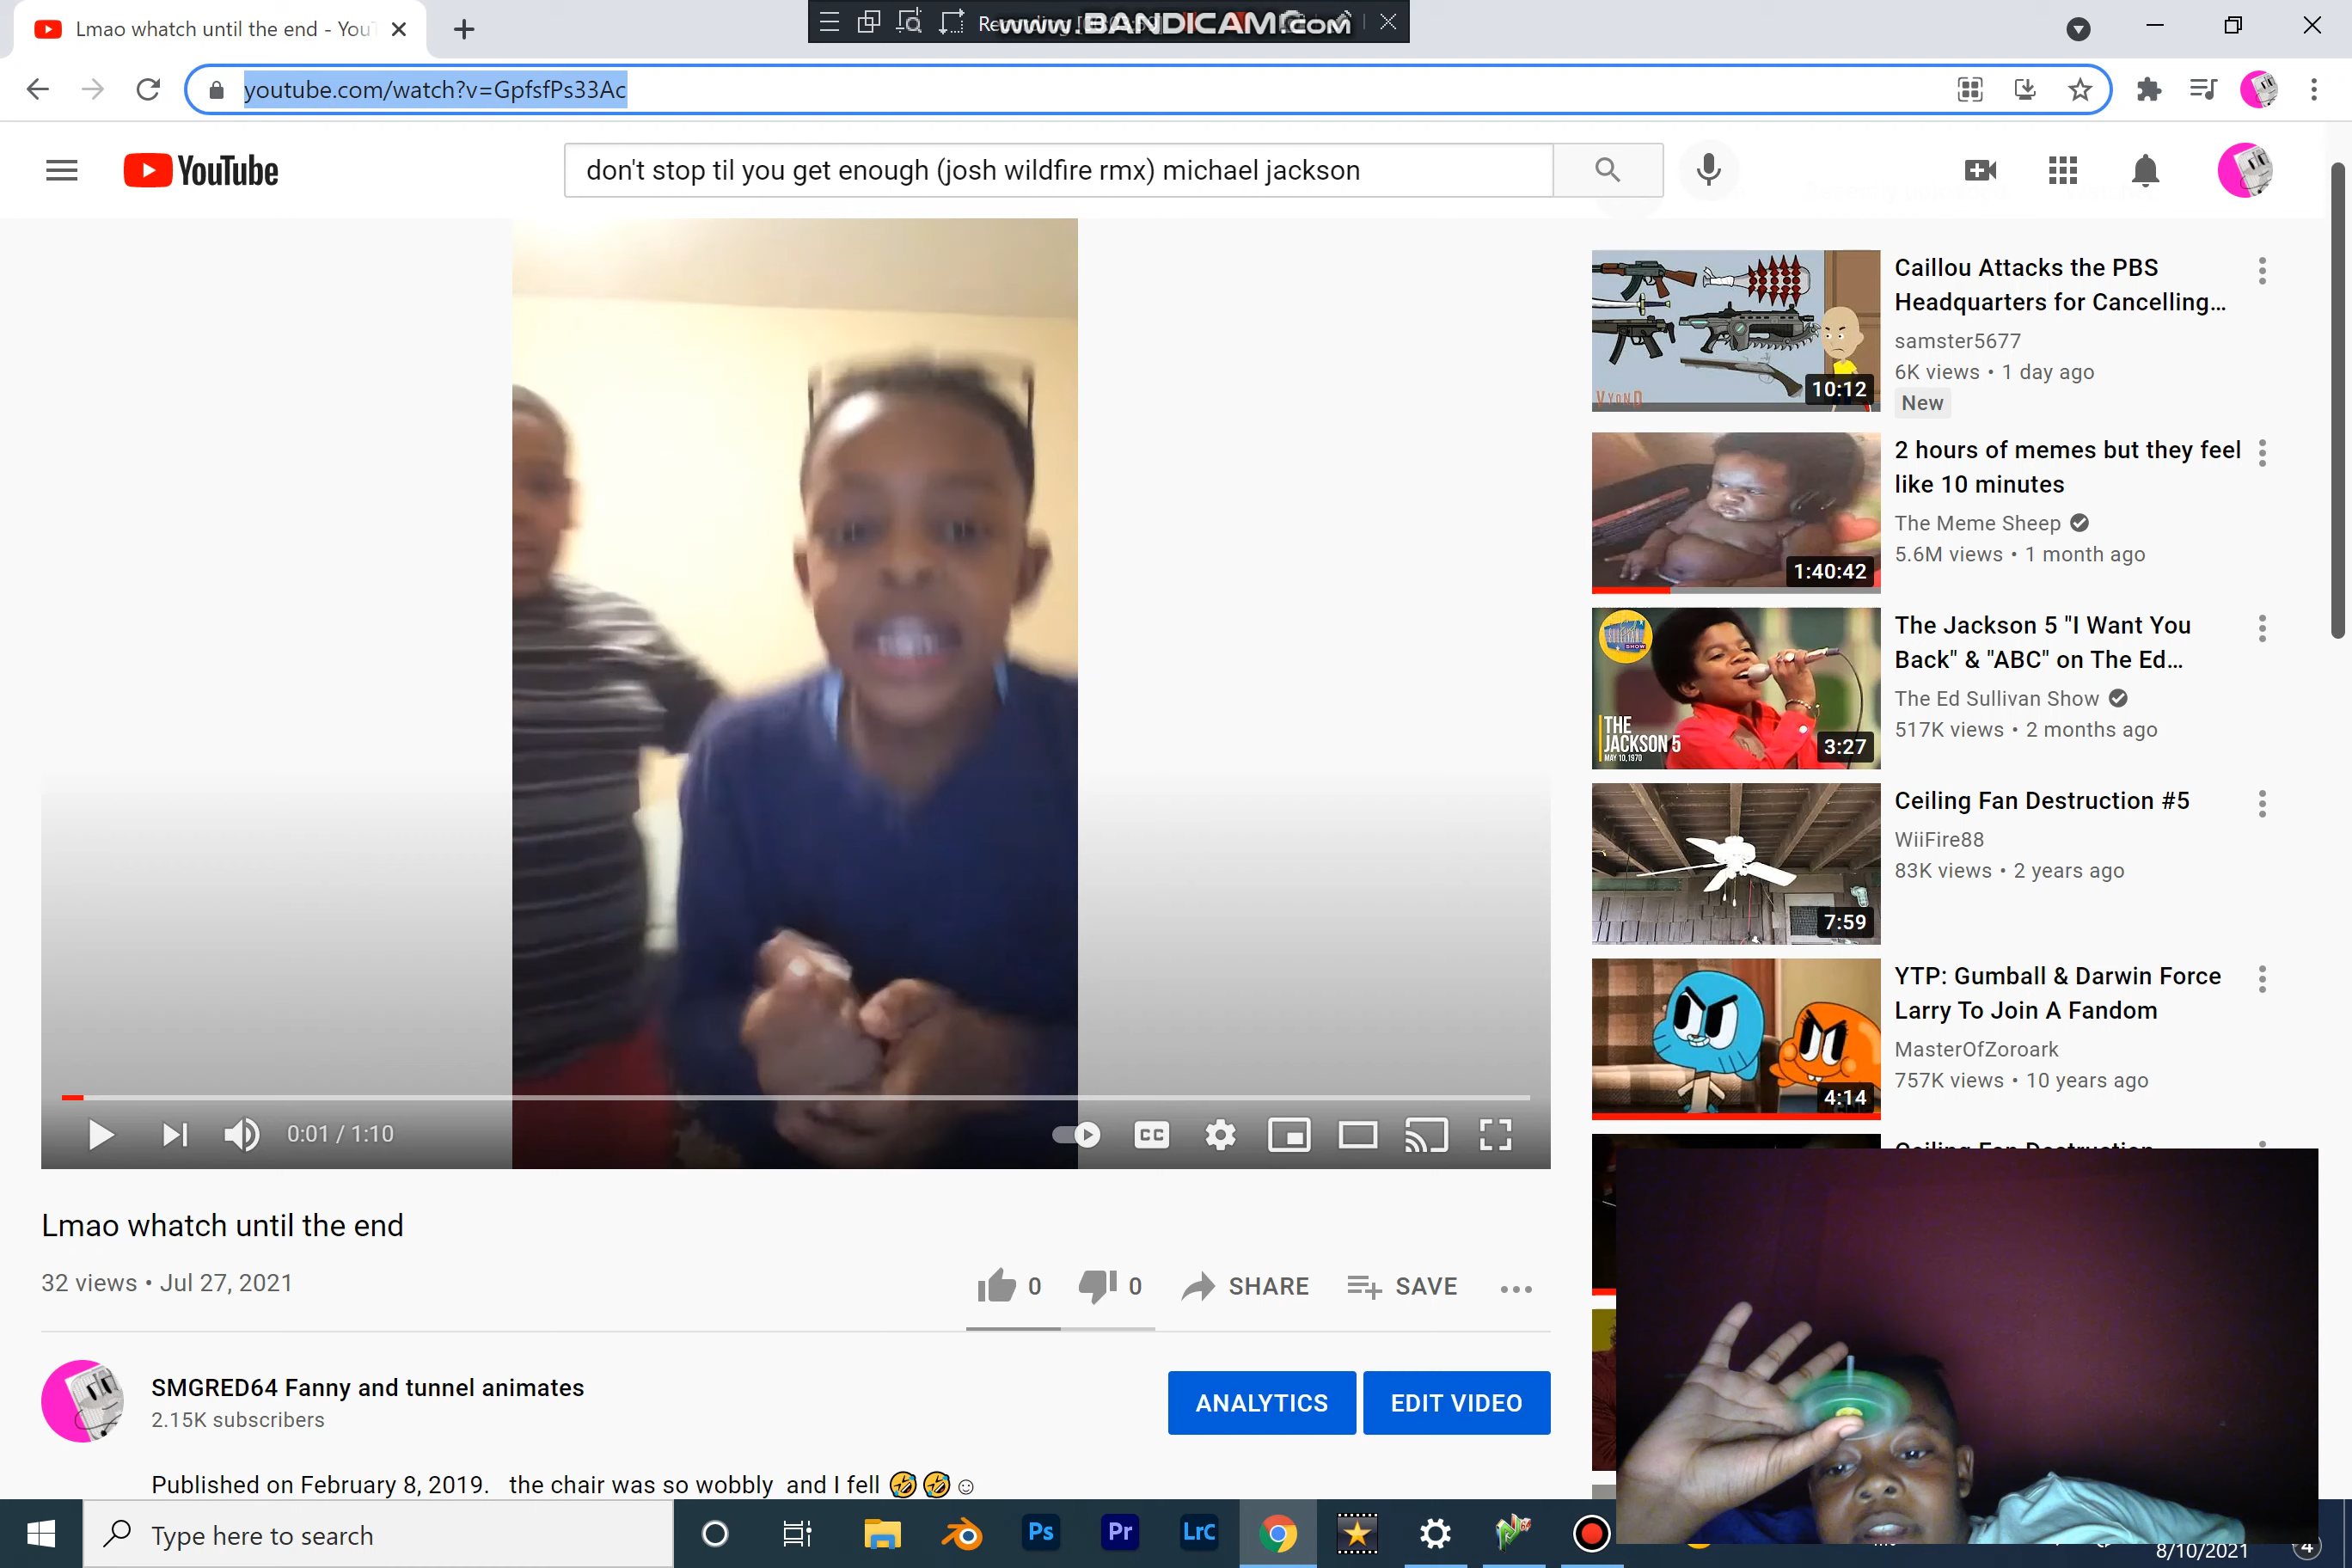 Lmao whatch until the end - You
www.BANDICAM.com
youtube.com/watch?v=GpfsfPs33Ac
YouTube
don't stop til you get enough (josh wildfire rmx) michael jackson
Caillou Attacks the PBS
Headquarters for Cancelling...
samster5677
6K views • 1 day ago
New
VYOND
10:12
2 hours of memes but they feel
like 10 minutes
The Meme Sheep
5.6M views • 1 month ago
1:40:42
The Jackson 5 "I Want You
Back" & "ABC" on The Ed...
The Ed Sullivan Show
517K views • 2 months ago
SHOW
THE
JACKSON 5
MAY 10, 1970
3:27
Ceiling Fan Destruction #5
WiiFire88
83K views • 2 years ago
7:59
YTP: Gumball & Darwin Force
Larry To Join A Fandom
MasterOfZoroark
757K views • 10 years ago
4:14
0:01 / 1:10
CC
Lmao whatch until the end
32 views • Jul 27, 2021
0
0
SHARE
SAVE
SMGRED64 Fanny and tunnel animates
2.15K subscribers
ANALYTICS
EDIT VIDEO
Published on February 8, 2019. the chair was so wobbly and I fell 🤣🤣☺
Type here to search
Ps
Pr
LrC
8/10/2021
4